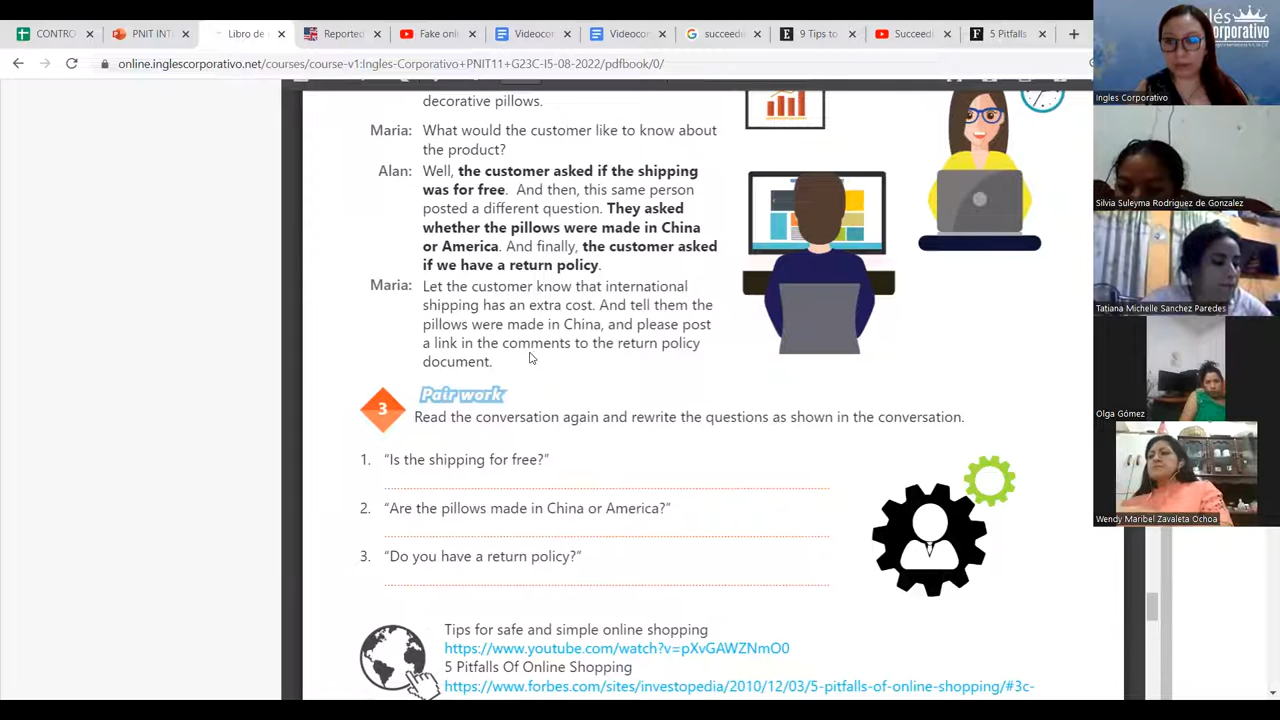 CONTRO
PNIT INT
Libro de
Reported
Fake onl
Videocor
Videocor
succeedi
9 Tips to
Succeedi
5 Pitfalls
online.inglescorporativo.net/courses/course-v1:Ingles-Corporativo+PNIT11+G23C-I5-08-2022/pdfbook/0/
decorative pillows.
Maria: What would the customer like to know about
the product?
Alan: Well, the customer asked if the shipping
was for free. And then, this same person
posted a different question. They asked
whether the pillows were made in China
or America. And finally, the customer asked
if we have a return policy.
Maria: Let the customer know that international
shipping has an extra cost. And tell them the
pillows were made in China, and please post
a link in the comments to the return policy
document.
3
Pair work
Read the conversation again and rewrite the questions as shown in the conversation.
1. “Is the shipping for free?”
2. “Are the pillows made in China or America?”
3. “Do you have a return policy?”
Tips for safe and simple online shopping
https://www.youtube.com/watch?v=pXvGAWZNmO0
5 Pitfalls Of Online Shopping
https://www.forbes.com/sites/investopedia/2010/12/03/5-pitfalls-of-online-shopping/#3c-
Ingles Corporativo
Silvia Suleyma Rodriguez de Gonzalez
Tatiana Michelle Sanchez Paredes
Olga Gómez
Wendy Maribel Zavaleta Ochoa